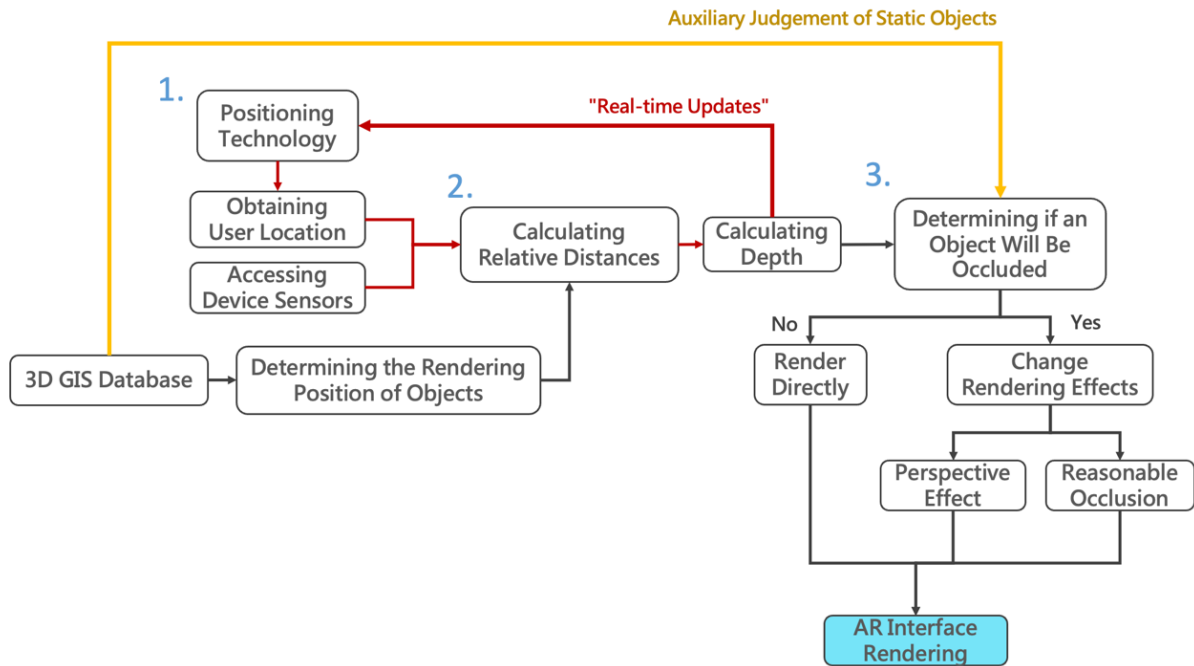 Auxiliary Judgement of Static Objects
1.
Positioning
Technology
"Real-time Updates"
Obtaining
User Location
Accessing
Device Sensors
2.
Calculating
Relative Distances
Calculating
Depth
3.
Determining if an
Object Will Be
Occluded
3D GIS Database
Determining the Rendering
Position of Objects
No
Yes
Render
Directly
Change
Rendering Effects
Perspective
Effect
Reasonable
Occlusion
AR Interface
Rendering